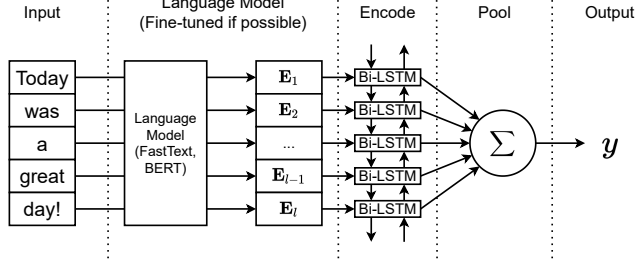 Input
Language Model
(Fine-tuned if possible)
Encode
Pool
Output
Today
was
a
great
day!
Language
Model
(FastText,
BERT)
E₁
E₂
...
Eₗ₋₁
Eₗ
Bi-LSTM
Bi-LSTM
Bi-LSTM
Bi-LSTM
Bi-LSTM
Σ
y